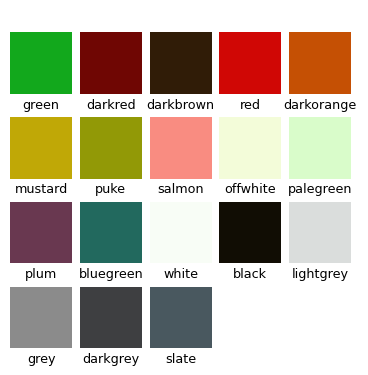 green darkred darkbrown red darkorange
mustard puke salmon offwhite palegreen
plum bluegreen white black lightgrey
grey darkgrey slate